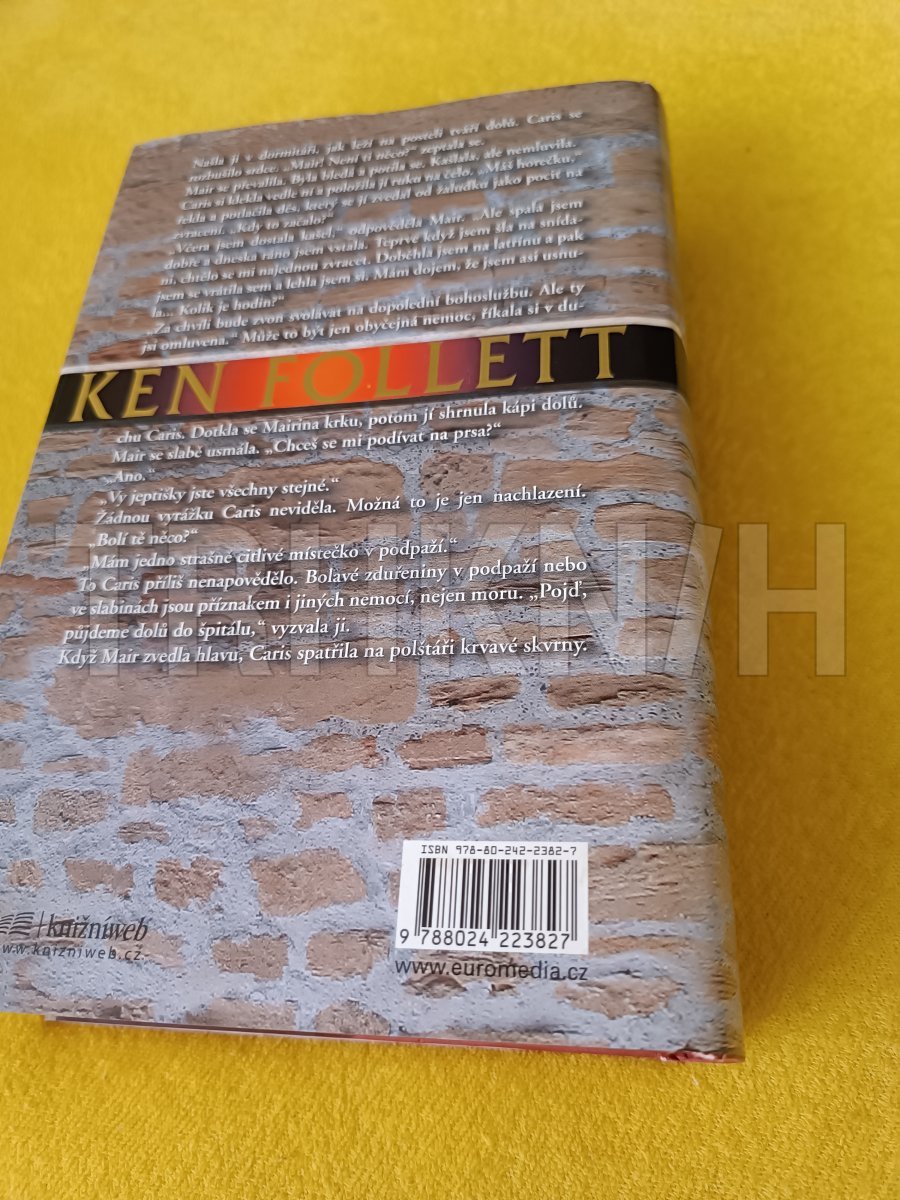 Našla ji v dormitáři, jak leží na posteli tváří dolů. Caris se
rozbušilo srdce. „Mair! Není ti něco?“ zeptala se.
Mair se převalila. Byla bledá a potila se. Kašlala, ale nemluvila.
Caris si klekla vedle ní a položila jí ruku na čelo. „Máš horečku,“
řekla a potlačila děs, který se jí zvedal od žaludku jako pocit na
zvracení. „Kdy to začalo?“
„Včera jsem dostala kašel,“ odpověděla Mair. „Ale spala jsem
dobře a dneska ráno jsem vstala. Teprve když jsem šla na snída-
ni, chtělo se mi najednou zvracet. Doběhla jsem na latrínu a pak
jsem se vrátila sem a lehla jsem si. Mám dojem, že jsem asi usnu-
la... Kolik je hodin?“
„Za chvíli bude zvon svolávat na dopolední bohoslužbu. Ale ty
jsi omluvena.“ Může to být jen obyčejná nemoc, říkala si v du-
KEN FOLLETT
chu Caris. Dotkla se Mairina krku, potom jí shrnula kápi dolů.
Mair se slabě usmála. „Chceš se mi podívat na prsa?“
„Ano.“
„Vy jeptišky jste všechny stejné.“
Žádnou vyrážku Caris neviděla. Možná to je jen nachlazení.
„Bolí tě něco?“
„Mám jedno strašně citlivé místečko v podpaží.“
To Caris příliš nenapovědělo. Bolavé zduřeniny v podpaží nebo
ve slabinách jsou příznakem i jiných nemocí, nejen moru. „Pojď,
půjdeme dolů do špitálu,“ vyzvala ji.
Když Mair zvedla hlavu, Caris spatřila na polštáři krvavé skvrny.
TRHKNIH
ISBN 978-80-242-2382-7
9 788024 223827
www.euromedia.cz
knižníweb
www.knizniweb.cz